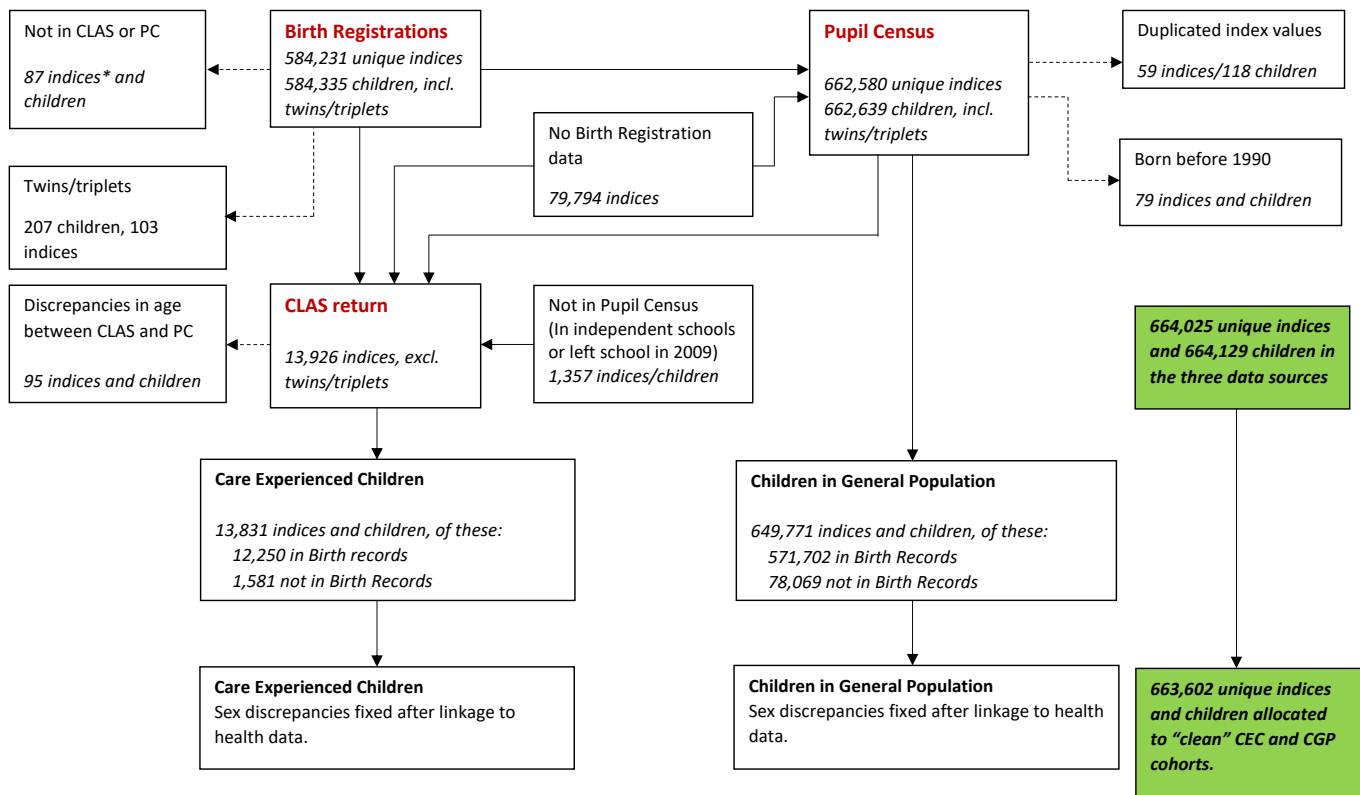 Not in CLAS or PC
87 indices* and
children
Birth Registrations
584,231 unique indices
584,335 children, incl.
twins/triplets
Pupil Census
662,580 unique indices
662,639 children, incl.
twins/triplets
Duplicated index values
59 indices/118 children
No Birth Registration
data
79,794 indices
Born before 1990
79 indices and children
Twins/triplets
207 children, 103
indices
Discrepancies in age
between CLAS and PC
95 indices and children
CLAS return
13,926 indices, excl.
twins/triplets
Not in Pupil Census
(In independent schools
or left school in 2009)
1,357 indices/children
664,025 unique indices
and 664,129 children in
the three data sources
Care Experienced Children
13,831 indices and children, of these:
12,250 in Birth records
1,581 not in Birth Records
Children in General Population
649,771 indices and children, of these:
571,702 in Birth Records
78,069 not in Birth Records
Care Experienced Children
Sex discrepancies fixed after linkage to
health data.
Children in General Population
Sex discrepancies fixed after linkage to health
data.
663,602 unique indices
and children allocated
to “clean” CEC and CGP
cohorts.